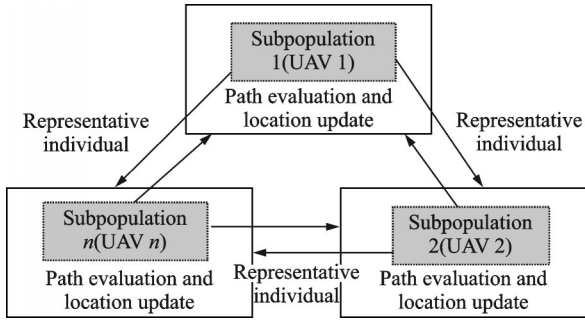 Subpopulation
1(UAV 1)
Path evaluation and
location update
Representative
individual
Representative
individual
Subpopulation
n(UAV n)
Path evaluation and
location update
Subpopulation
2(UAV 2)
Path evaluation and
location update
Representative
individual